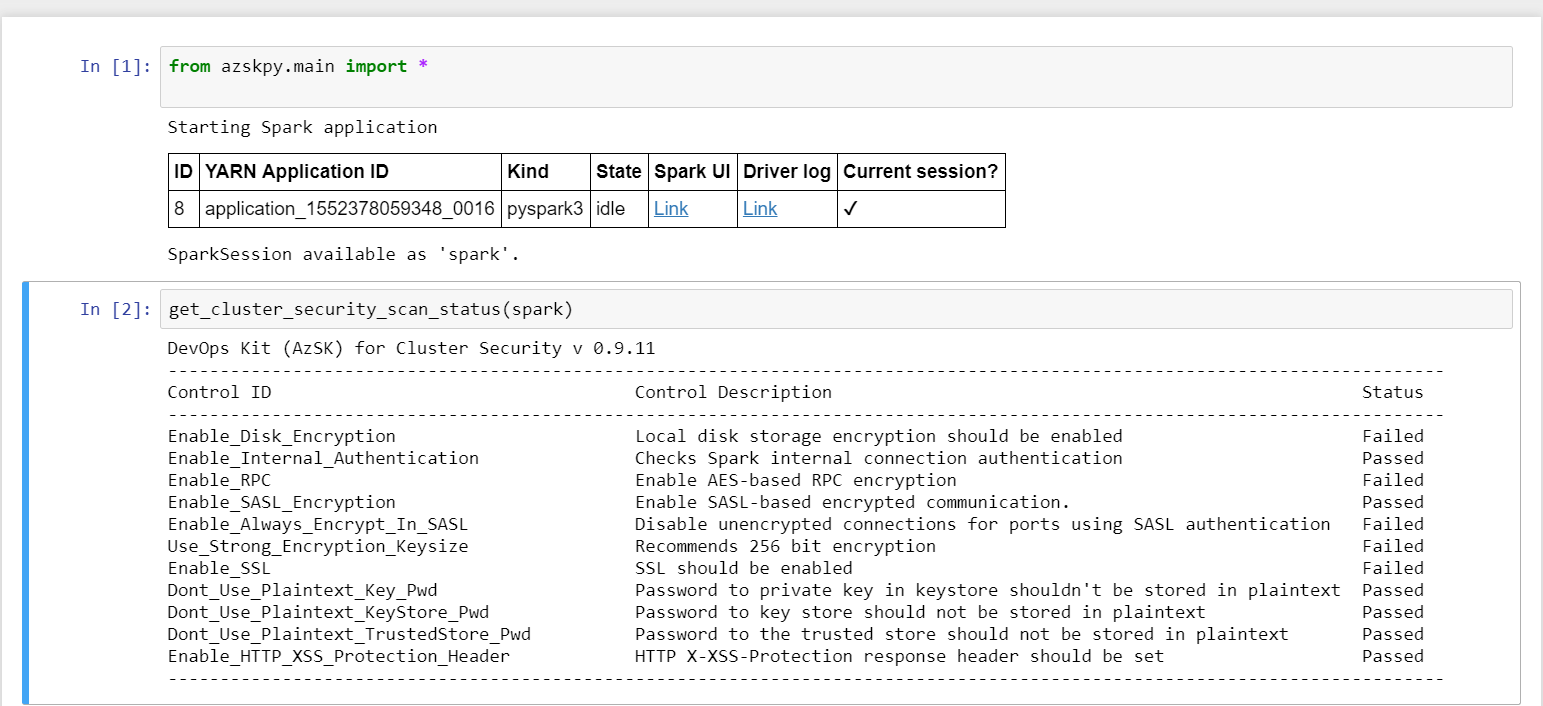 In [1]: from azskpy.main import *
Starting Spark application
ID YARN Application ID Kind State Spark UI Driver log Current session?
8 application_1552378059348_0016 pyspark3 idle Link Link ✓
SparkSession available as 'spark'.
In [2]: get_cluster_security_scan_status(spark)
DevOps Kit (AzSK) for Cluster Security v 0.9.11
---------------------------------------------------------------------------------------------------------------------------
Control ID Control Description Status
---------------------------------------------------------------------------------------------------------------------------
Enable_Disk_Encryption Local disk storage encryption should be enabled Failed
Enable_Internal_Authentication Checks Spark internal connection authentication Passed
Enable_RPC Enable AES-based RPC encryption Failed
Enable_SASL_Encryption Enable SASL-based encrypted communication. Passed
Enable_Always_Encrypt_In_SASL Disable unencrypted connections for ports using SASL authentication Failed
Use_Strong_Encryption_Keysize Recommends 256 bit encryption Failed
Enable_SSL SSL should be enabled Failed
Dont_Use_Plaintext_Key_Pwd Password to private key in keystore shouldn't be stored in plaintext Passed
Dont_Use_Plaintext_KeyStore_Pwd Password to key store should not be stored in plaintext Passed
Dont_Use_Plaintext_TrustedStore_Pwd Password to the trusted store should not be stored in plaintext Passed
Enable_HTTP_XSS_Protection_Header HTTP X-XSS-Protection response header should be set Passed
---------------------------------------------------------------------------------------------------------------------------